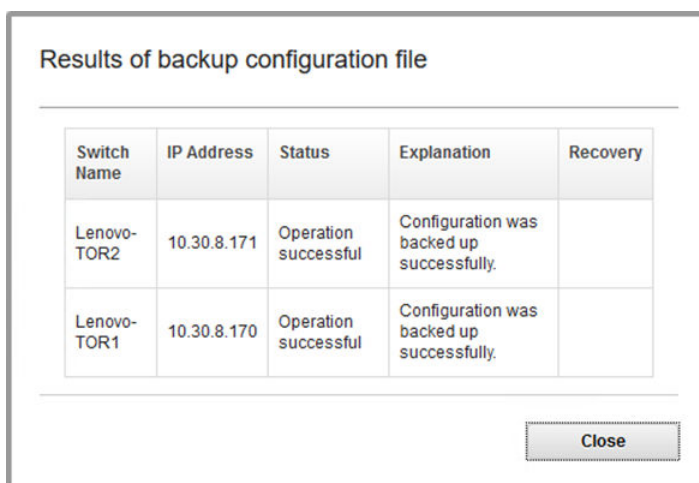 Results of backup configuration file
Switch Name IP Address Status Explanation Recovery
Lenovo-TOR2 10.30.8.171 Operation successful Configuration was backed up successfully.
Lenovo-TOR1 10.30.8.170 Operation successful Configuration was backed up successfully.
Close